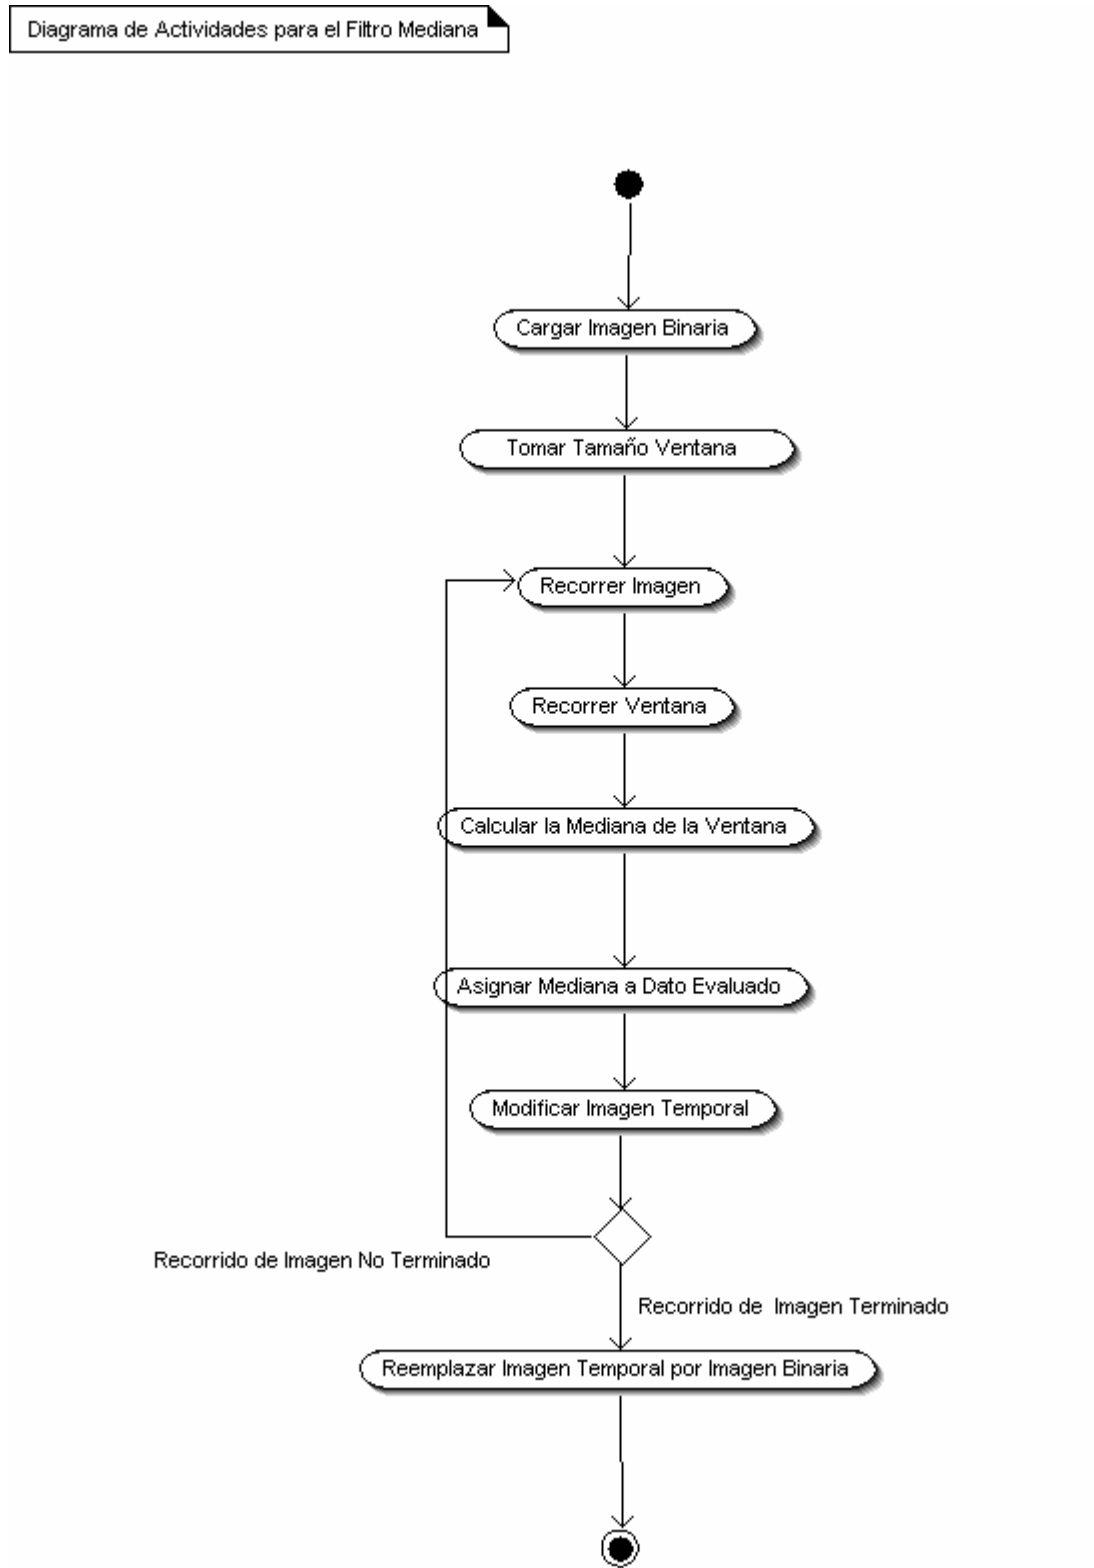 Diagrama de Actividades para el Filtro Mediana
Cargar Imagen Binaria
Tomar Tamaño Ventana
Recorrer Imagen
Recorrer Ventana
Calcular la Mediana de la Ventana
Asignar Mediana a Dato Evaluado
Modificar Imagen Temporal
Recorrido de Imagen No Terminado
Recorrido de Imagen Terminado
Reemplazar Imagen Temporal por Imagen Binaria